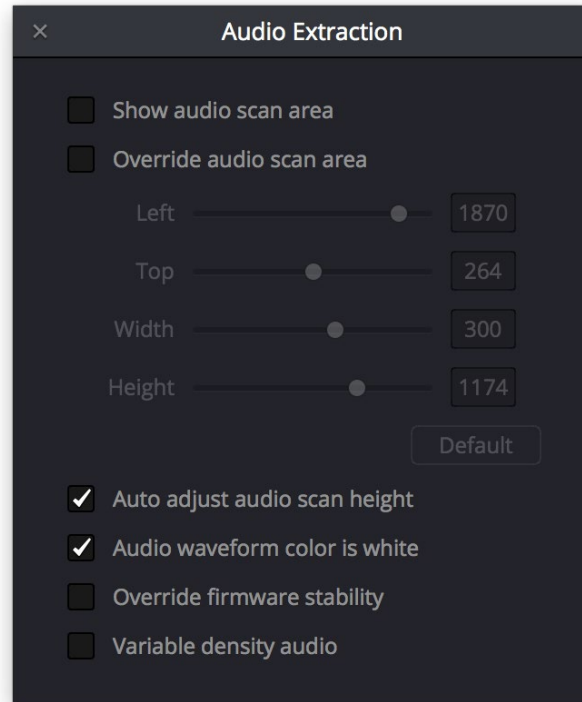 Audio Extraction
Show audio scan area
Override audio scan area
Left 1870
Top 264
Width 300
Height 1174
Default
Auto adjust audio scan height
Audio waveform color is white
Override firmware stability
Variable density audio